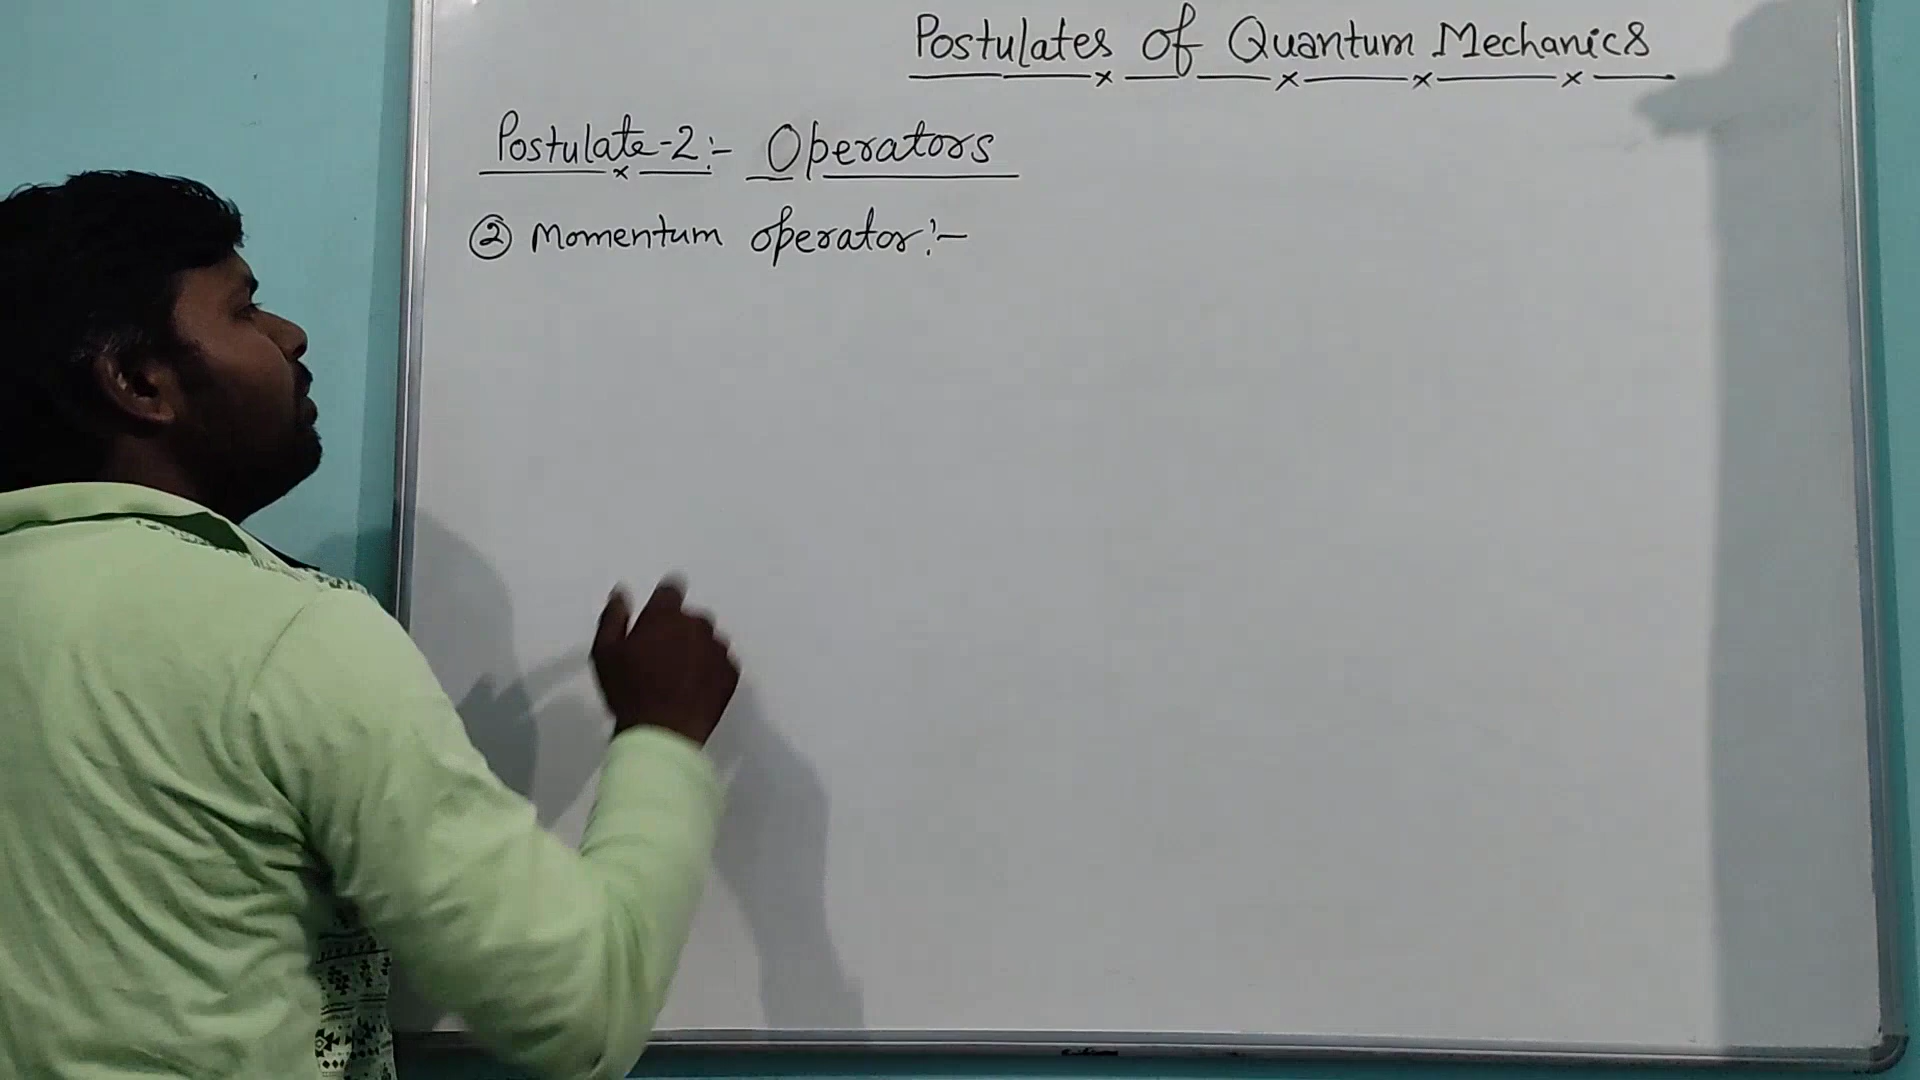 Postulates of Quantum Mechanics
Postulate-2:- Operators
② Momentum operator:-